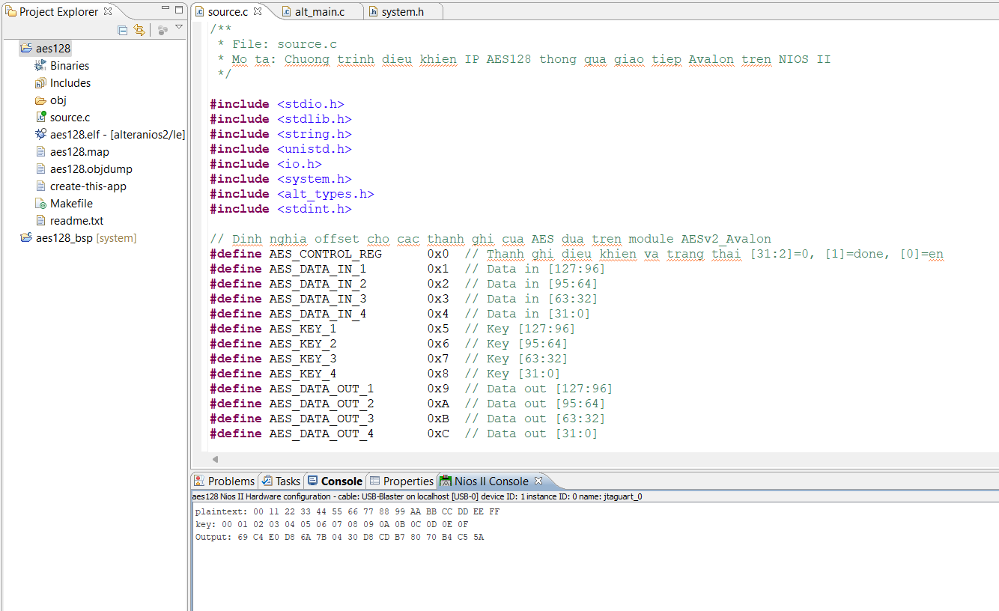 Project Explorer
aes128
Binaries
Includes
obj
source.c
aes128.elf - [alteranios2/le]
aes128.map
aes128.objdump
create-this-app
Makefile
readme.txt
aes128_bsp [system]
source.c alt_main.c system.h
/**
 * File: source.c
 * Mo ta: Chuong trinh dieu khien IP AES128 thong qua giao tiep Avalon tren NIOS II
 */
#include <stdio.h>
#include <stdlib.h>
#include <string.h>
#include <unistd.h>
#include <io.h>
#include <system.h>
#include <alt_types.h>
#include <stdint.h>
// Dinh nghia offset cho cac thanh ghi cua AES dua tren module AESv2_Avalon
#define AES_CONTROL_REG      0x0  // Thanh ghi dieu khien va trang thai [31:2]=0, [1]=done, [0]=en
#define AES_DATA_IN_1        0x1  // Data in [127:96]
#define AES_DATA_IN_2        0x2  // Data in [95:64]
#define AES_DATA_IN_3        0x3  // Data in [63:32]
#define AES_DATA_IN_4        0x4  // Data in [31:0]
#define AES_KEY_1            0x5  // Key [127:96]
#define AES_KEY_2            0x6  // Key [95:64]
#define AES_KEY_3            0x7  // Key [63:32]
#define AES_KEY_4            0x8  // Key [31:0]
#define AES_DATA_OUT_1       0x9  // Data out [127:96]
#define AES_DATA_OUT_2       0xA  // Data out [95:64]
#define AES_DATA_OUT_3       0xB  // Data out [63:32]
#define AES_DATA_OUT_4       0xC  // Data out [31:0]
Problems Tasks Console Properties Nios II Console
aes128 Nios II Hardware configuration - cable: USB-Blaster on localhost [USB-0] device ID: 1 instance ID: 0 name: jtaguart_0
plaintext: 00 11 22 33 44 55 66 77 88 99 AA BB CC DD EE FF
key: 00 01 02 03 04 05 06 07 08 09 0A 0B 0C 0D 0E 0F
Output: 69 C4 E0 D8 6A 7B 04 30 D8 CD B7 80 70 B4 C5 5A